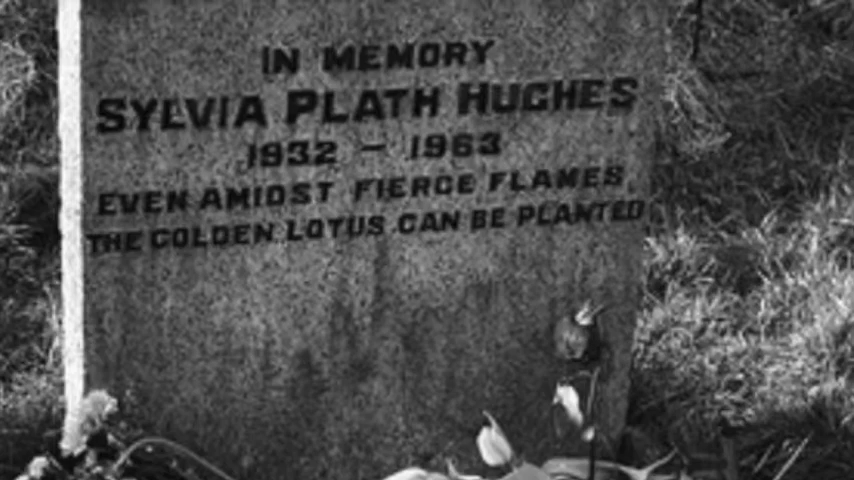 IN MEMORY
SYLVIA PLATH HUGHES
1932 – 1963
EVEN AMIDST FIERCE FLAMES
THE GOLDEN LOTUS CAN BE PLANTED